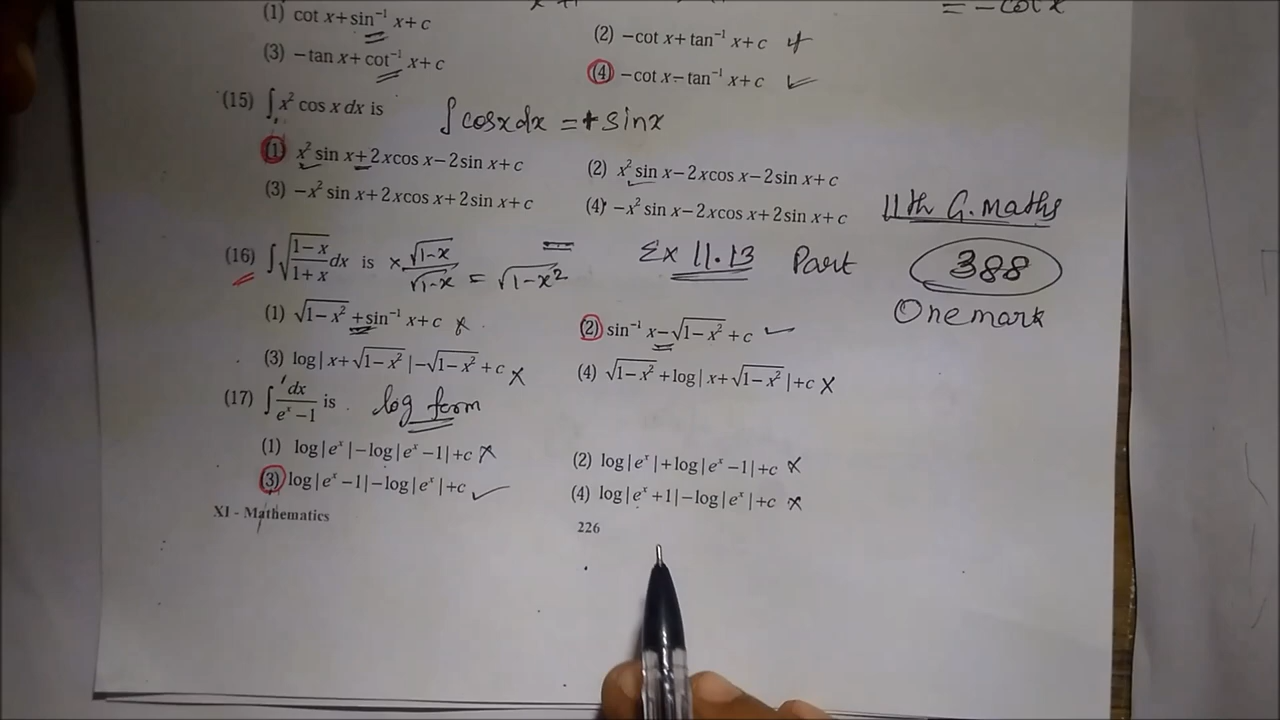 = -cot x
(1) cot x + sin⁻¹ x + c
(2) -cot x + tan⁻¹ x + c
(3) -tan x + cot⁻¹ x + c
(4) -cot x - tan⁻¹ x + c ✓
(15) ∫ x² cos x dx is ∫ cosx dx = + sinx
(1) x² sin x + 2x cos x - 2 sin x + c
(2) x² sin x - 2x cos x - 2 sin x + c
(3) -x² sin x + 2x cos x + 2 sin x + c
(4) -x² sin x - 2x cos x + 2 sin x + c
11th G. Maths
(16) ∫ √((1-x)/(1+x)) dx is × √(1-x)/√(1-x) = √(1-x²)
Ex 11.13 Part 388
One mark
(1) √(1-x²) + sin⁻¹ x + c ×
(2) sin⁻¹ x - √(1-x²) + c ✓
(3) log | x + √(1-x²) | - √(1-x²) + c ×
(4) √(1-x²) + log | x + √(1-x²) | + c ×
(17) ∫ dx/(eˣ - 1) is log form
(1) log | eˣ | - log | eˣ - 1 | + c ×
(2) log | eˣ | + log | eˣ - 1 | + c ×
(3) log | eˣ - 1 | - log | eˣ | + c ✓
(4) log | eˣ + 1 | - log | eˣ | + c ×
XI - Mathematics
226